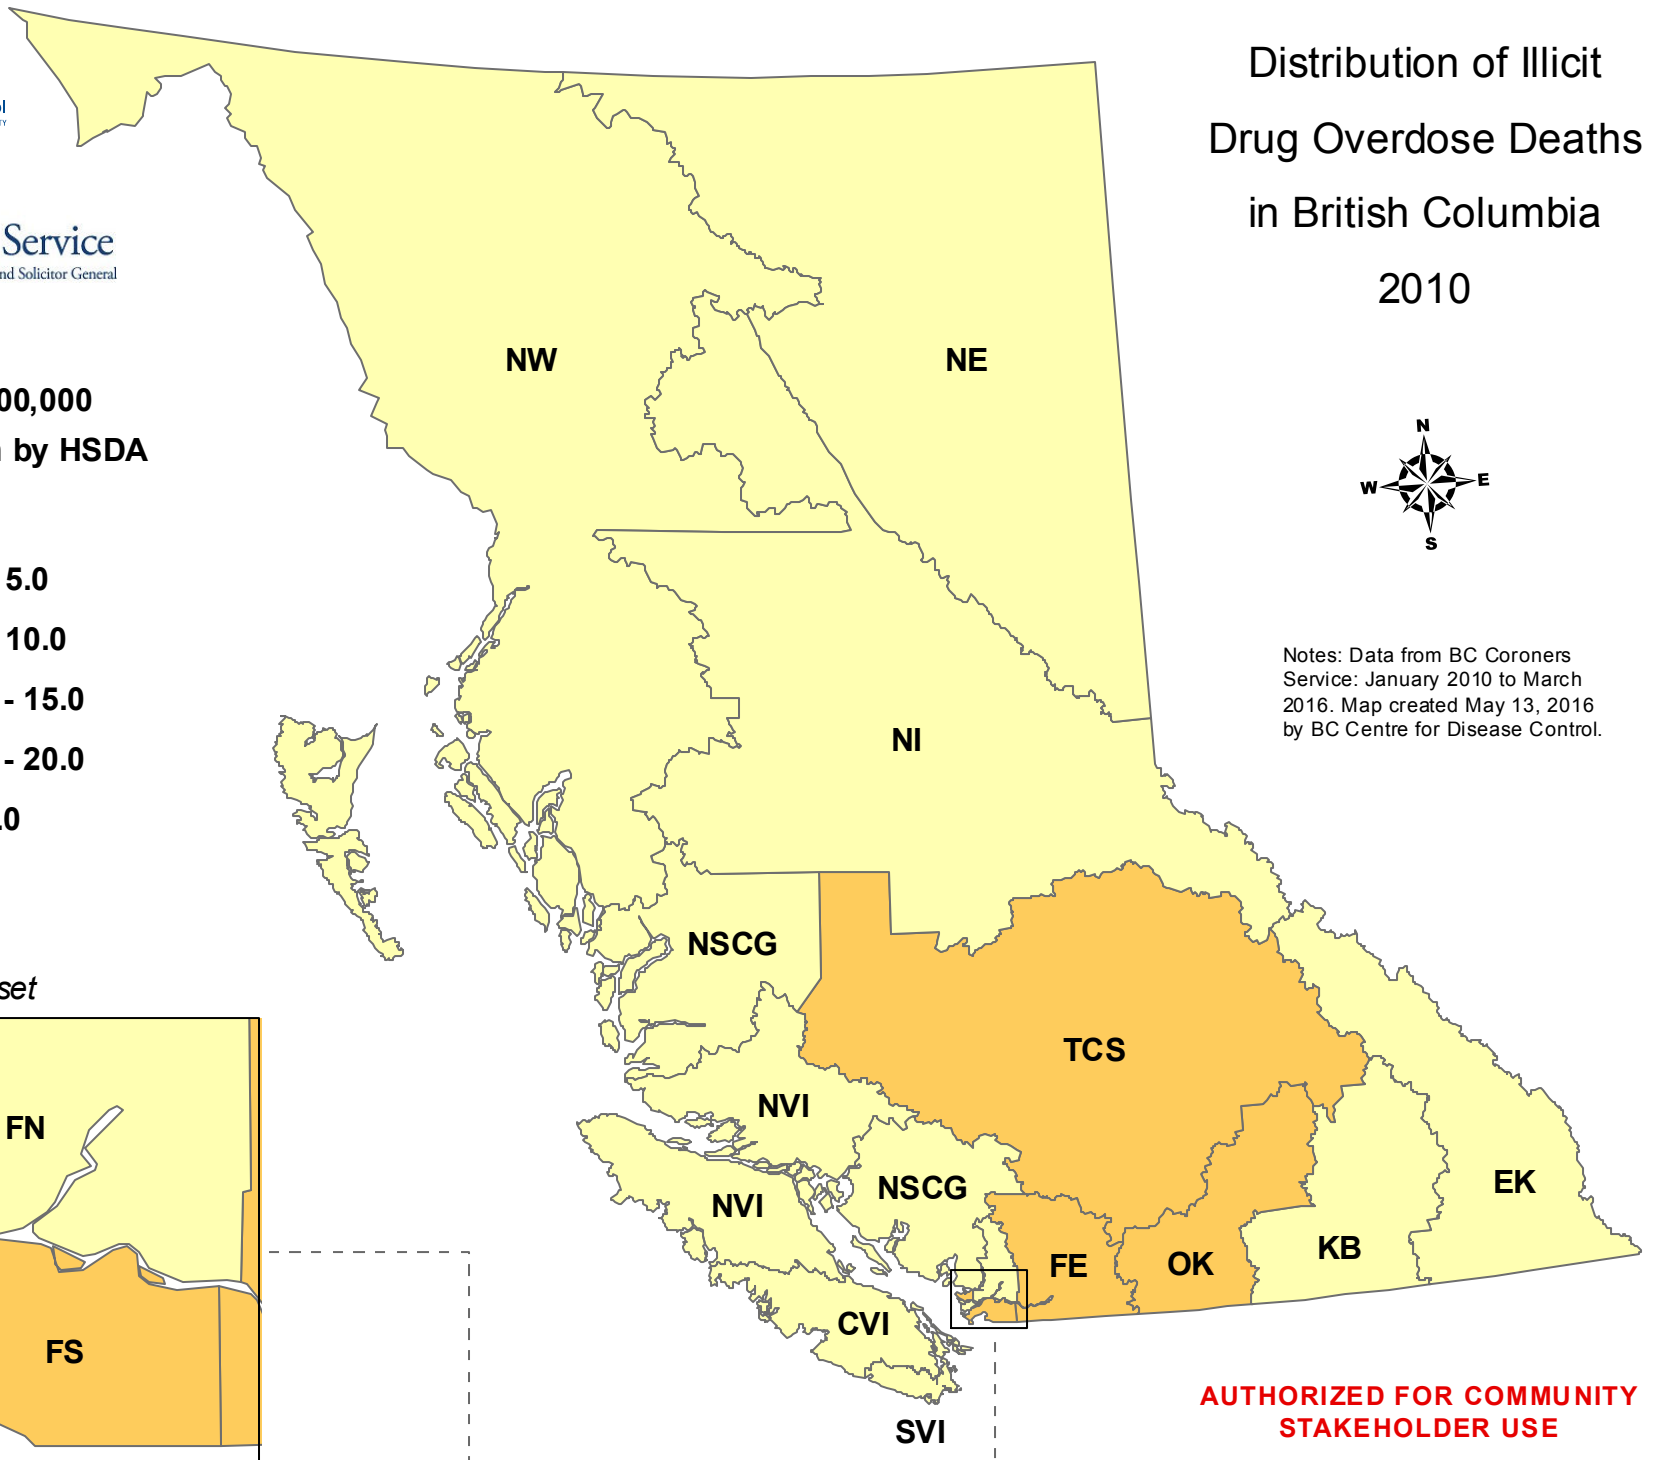 Distribution of Illicit
Drug Overdose Deaths
in British Columbia
2010
Service
nd Solicitor General
00,000
by HSDA
5.0
10.0
- 15.0
- 20.0
.0
set
FN
FS
NW
NE
N
W
E
S
Notes: Data from BC Coroners
Service: January 2010 to March
2016. Map created May 13, 2016
by BC Centre for Disease Control.
NI
NSCG
TCS
NVI
NVI
NSCG
EK
KB
FE
OK
CVI
SVI
AUTHORIZED FOR COMMUNITY
STAKEHOLDER USE